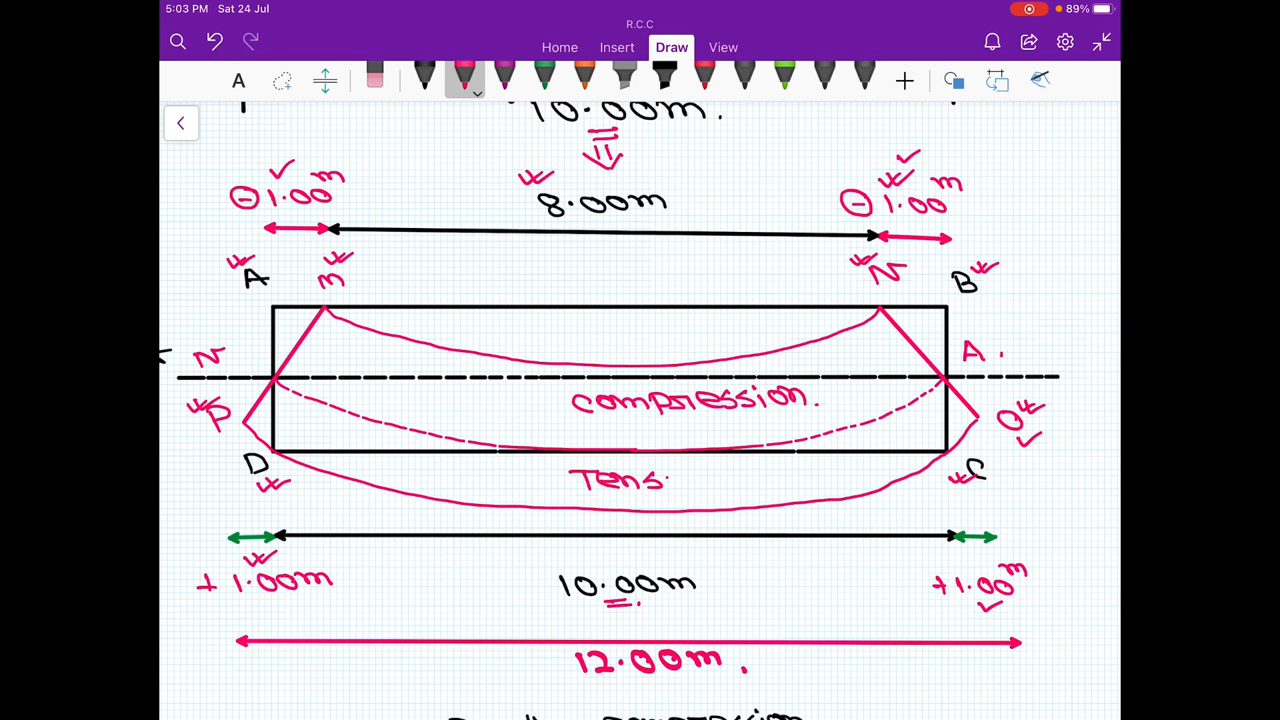 5:03 PM Sat 24 Jul
89%
R.C.C
Home Insert Draw View
A
10.00m.
⊖ 1.00m
8.00m
⊖ 1.00m
A
m
N
B
N
A.
P
compression.
O
D
Tens.
C
+ 1.00m
10.00m
+1.00m
12.00m.